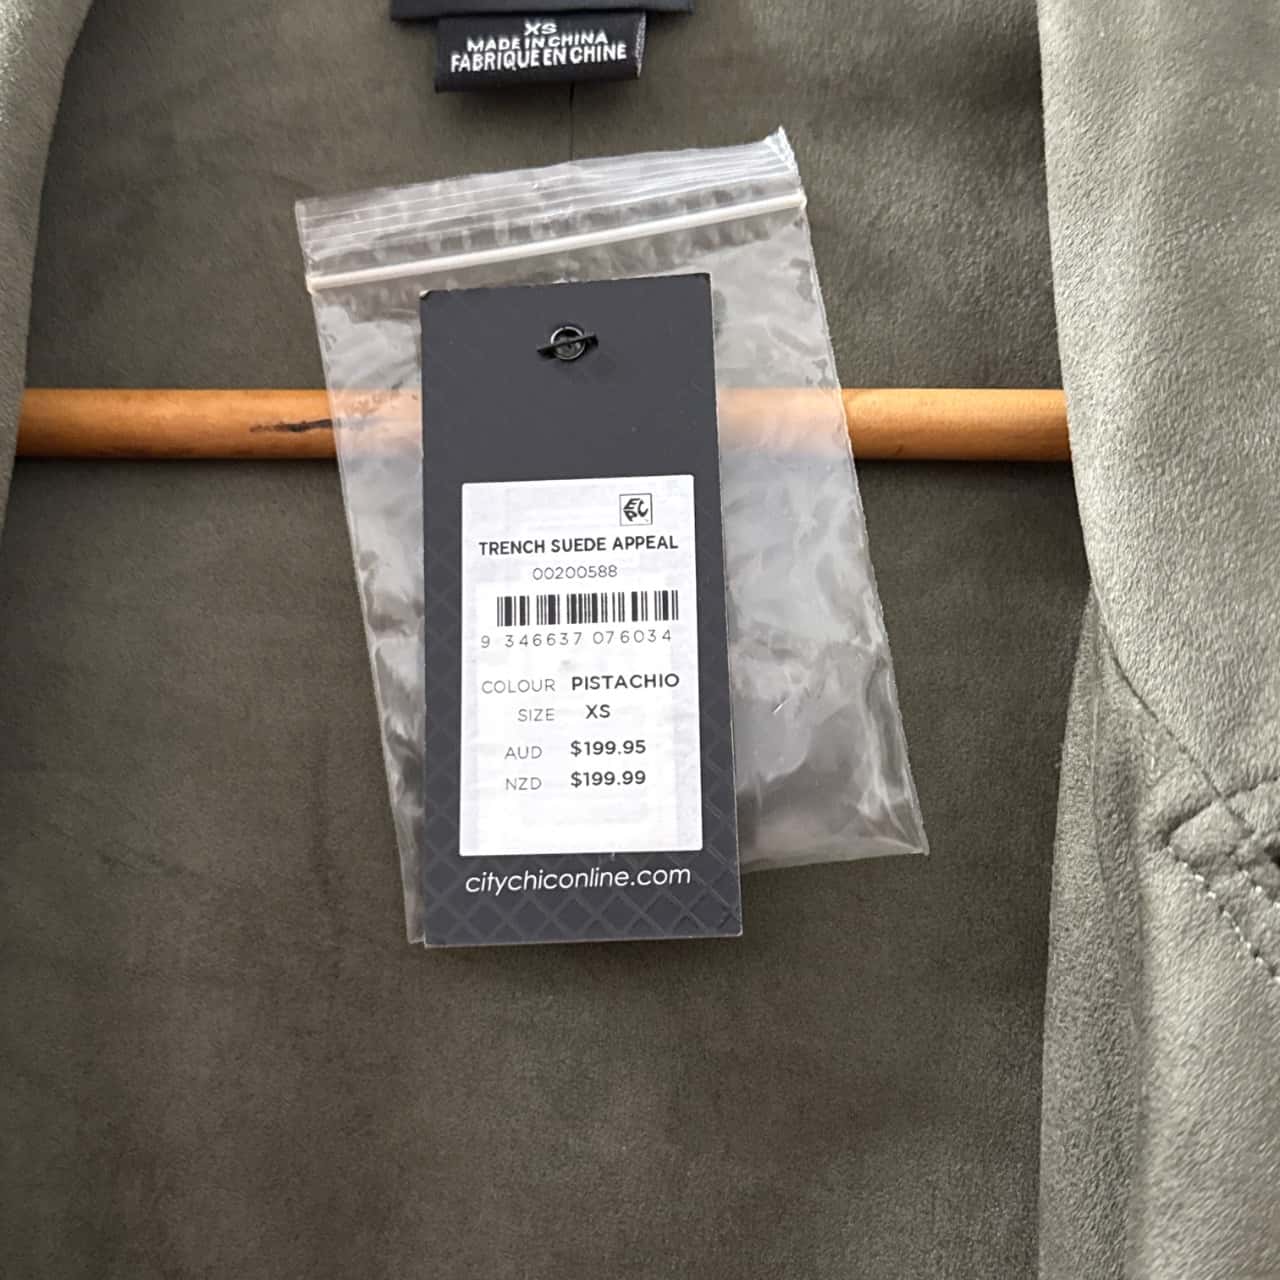 XS
MADE IN CHINA
FABRIQUE EN CHINE
TRENCH SUEDE APPEAL
00200588
9 346637 076034
COLOUR PISTACHIO
SIZE XS
AUD $199.95
NZD $199.99
citychiconline.com